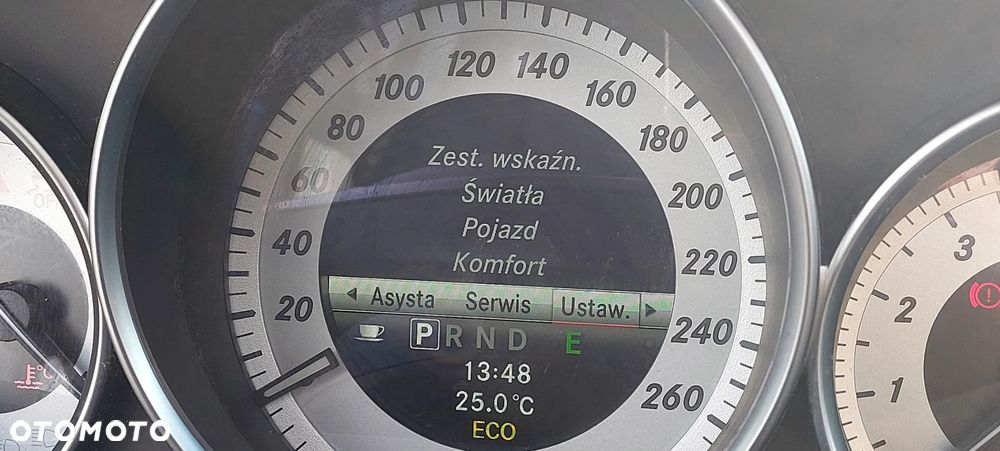 120 140
100 160
80 180
60 200
40 220
20 240
260
Zest. wskaźn.
Światła
Pojazd
Komfort
Asysta Serwis Ustaw.
P R N D E
13:48
25.0°C
ECO
°C
3
2
1
OTOMOTO